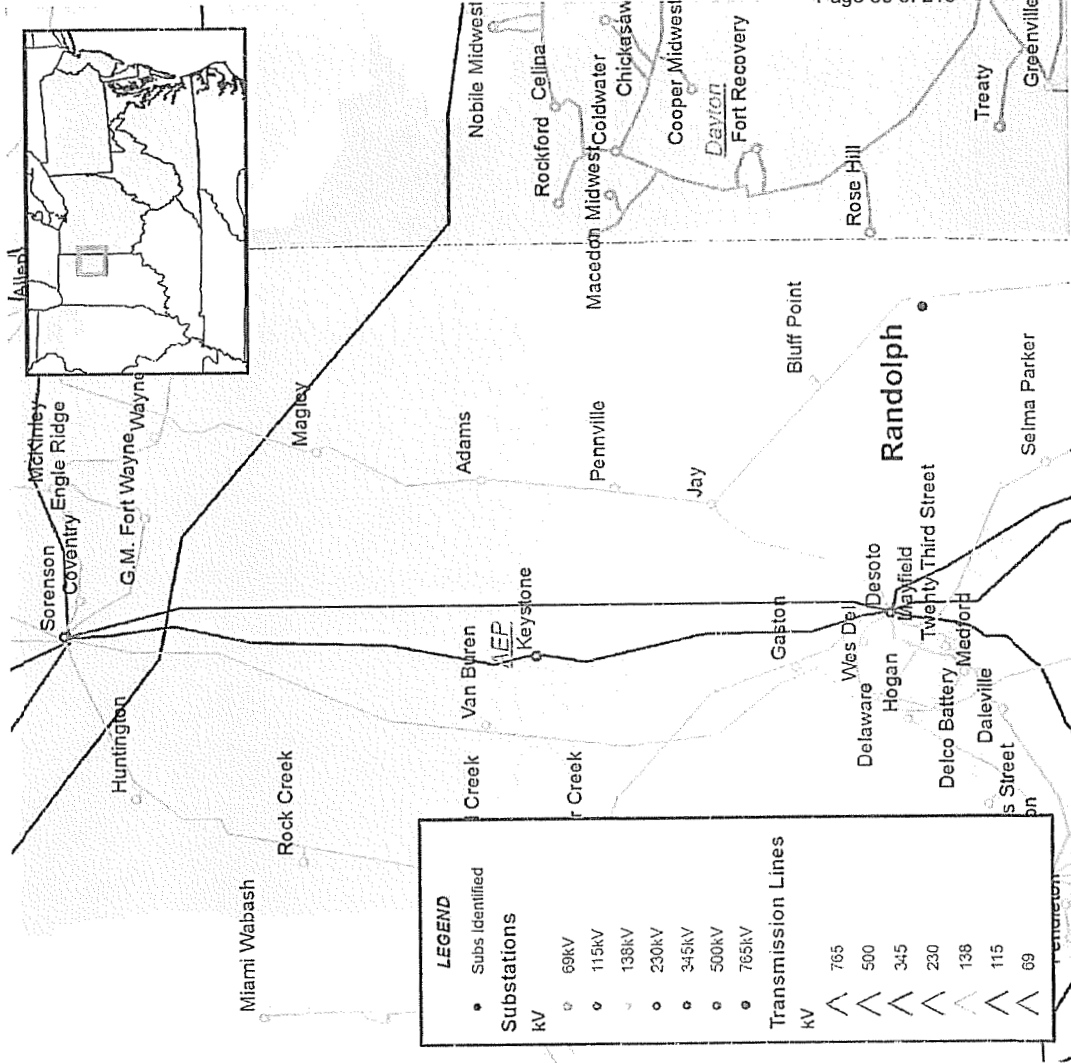 Allen
McKinley
Engle Ridge
Coventry
Sorenson
G.M. Fort Wayne
Wayne
Magley
Adams
Pennville
Jay
Bluff Point
Randolph
Selma Parker
Huntington
Rock Creek
Miami Wabash
Van Buren
AEP
Keystone
Creek
r Creek
Gaston
Wes Del
Desoto
Mayfield
Twenty Third Street
Medford
Delaware
Hogan
Delco Battery
Daleville
s Street
on
Pendleton
Nobile Midwest
Celina
Rockford
Coldwater
Chickasaw
Macedon Midwest
Cooper Midwest
Dayton
Fort Recovery
Rose Hill
Treaty
Greenville
LEGEND
Subs Identified
Substations
kV
69kV
115kV
138kV
230kV
345kV
500kV
765kV
Transmission Lines
kV
765
500
345
230
138
115
69